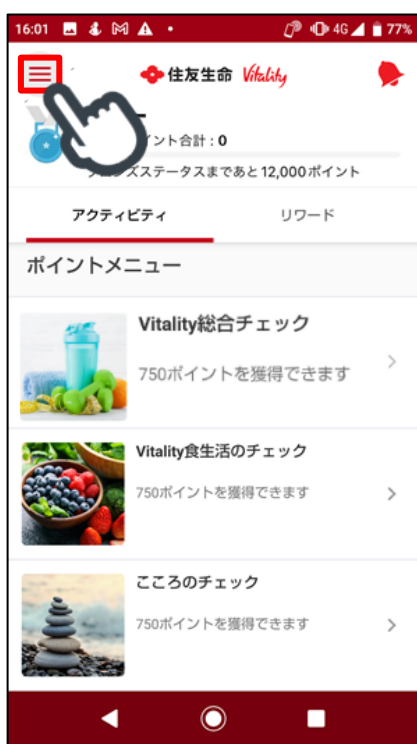 16:01 4G 77%
住友生命 Vitality
イント合計：0
ズステータスまであと12,000ポイント
アクティビティ リワード
ポイントメニュー
Vitality総合チェック
750ポイントを獲得できます
Vitality食生活のチェック
750ポイントを獲得できます
こころのチェック
750ポイントを獲得できます